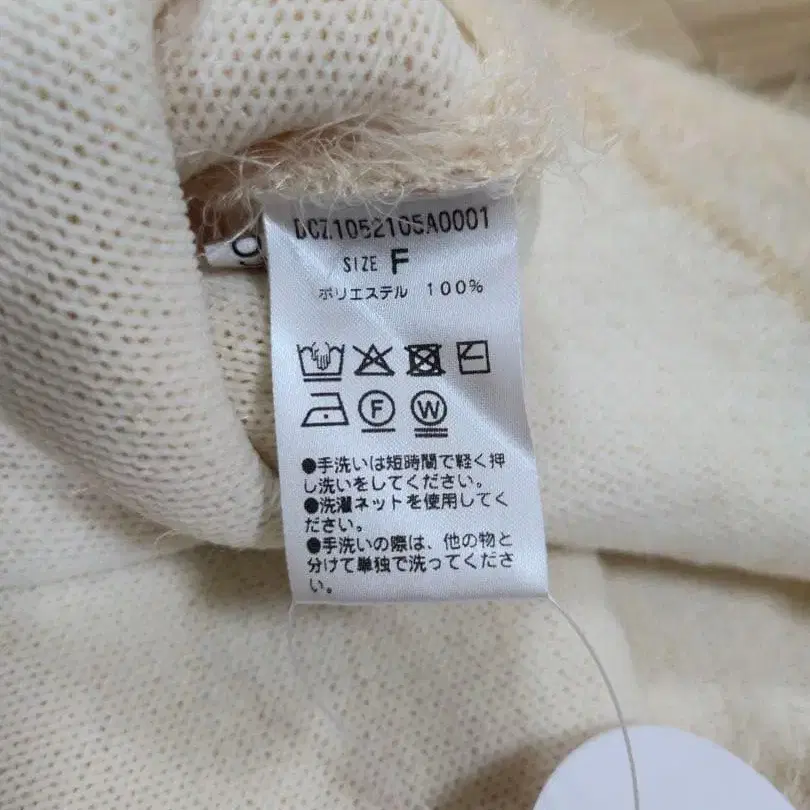 DCZ1052105A0001
SIZE F
ポリエステル 100%
F W
●手洗いは短時間で軽く押
し洗いをしてください。
●洗濯ネットを使用してく
ださい。
●手洗いの際は、他の物と
分けて単独で洗ってくださ
い。